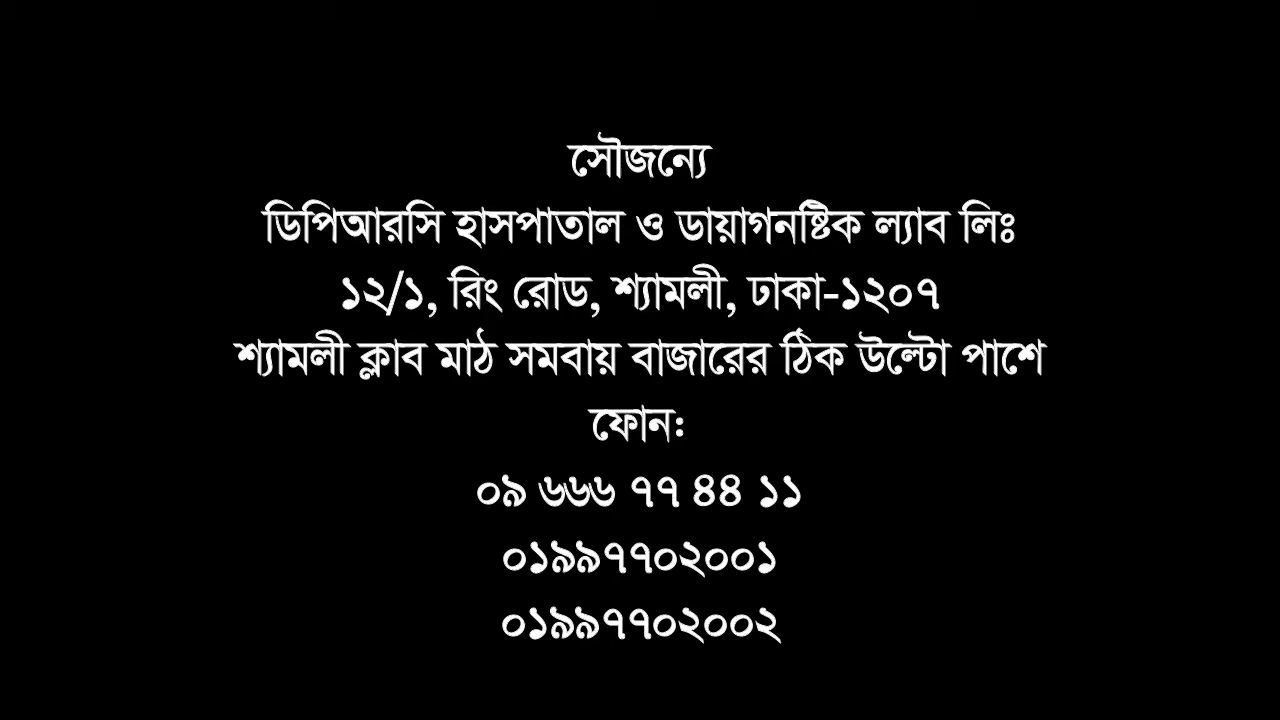 সৌজন্যে
ডিপিআরসি হাসপাতাল ও ডায়াগনষ্টিক ল্যাব লিঃ
১২/১, রিং রোড, শ্যামলী, ঢাকা-১২০৭
শ্যামলী ক্লাব মাঠ সমবায় বাজারের ঠিক উল্টো পাশে
ফোন:
০৯ ৬৬৬ ৭৭ ৪৪ ১১
০১৯৯৭৭০২০০১
০১৯৯৭৭০২০০২